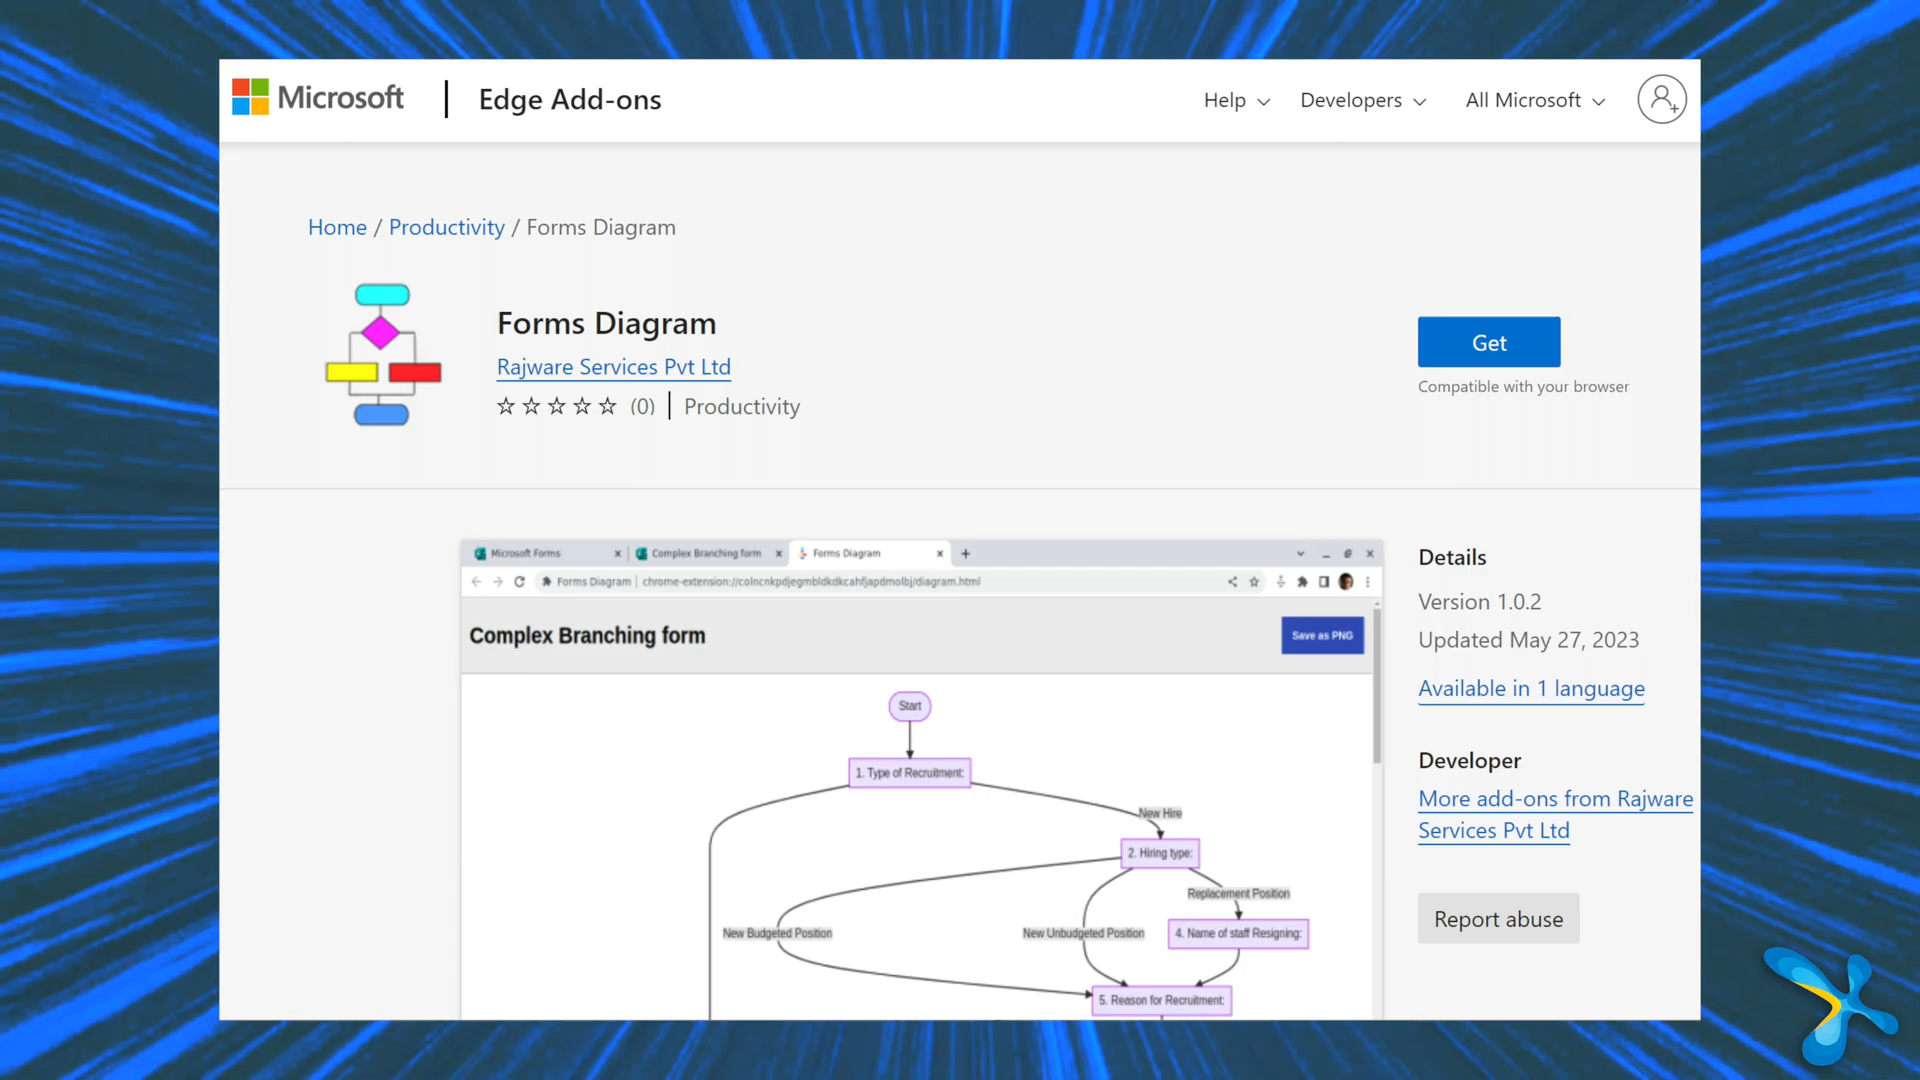 Microsoft | Edge Add-ons
Help Developers All Microsoft
Home / Productivity / Forms Diagram
Forms Diagram
Rajware Services Pvt Ltd
(0) | Productivity
Get
Compatible with your browser
Microsoft Forms
Complex Branching form
Forms Diagram
Forms Diagram | chrome-extension://colncnkpdjegmbldkdkcahfjapdmolbj/diagram.html
Complex Branching form
Save as PNG
Start
1. Type of Recruitment:
New Hire
2. Hiring type:
Replacement Position
New Budgeted Position
New Unbudgeted Position
4. Name of staff Resigning:
5. Reason for Recruitment:
Details
Version 1.0.2
Updated May 27, 2023
Available in 1 language
Developer
More add-ons from Rajware
Services Pvt Ltd
Report abuse